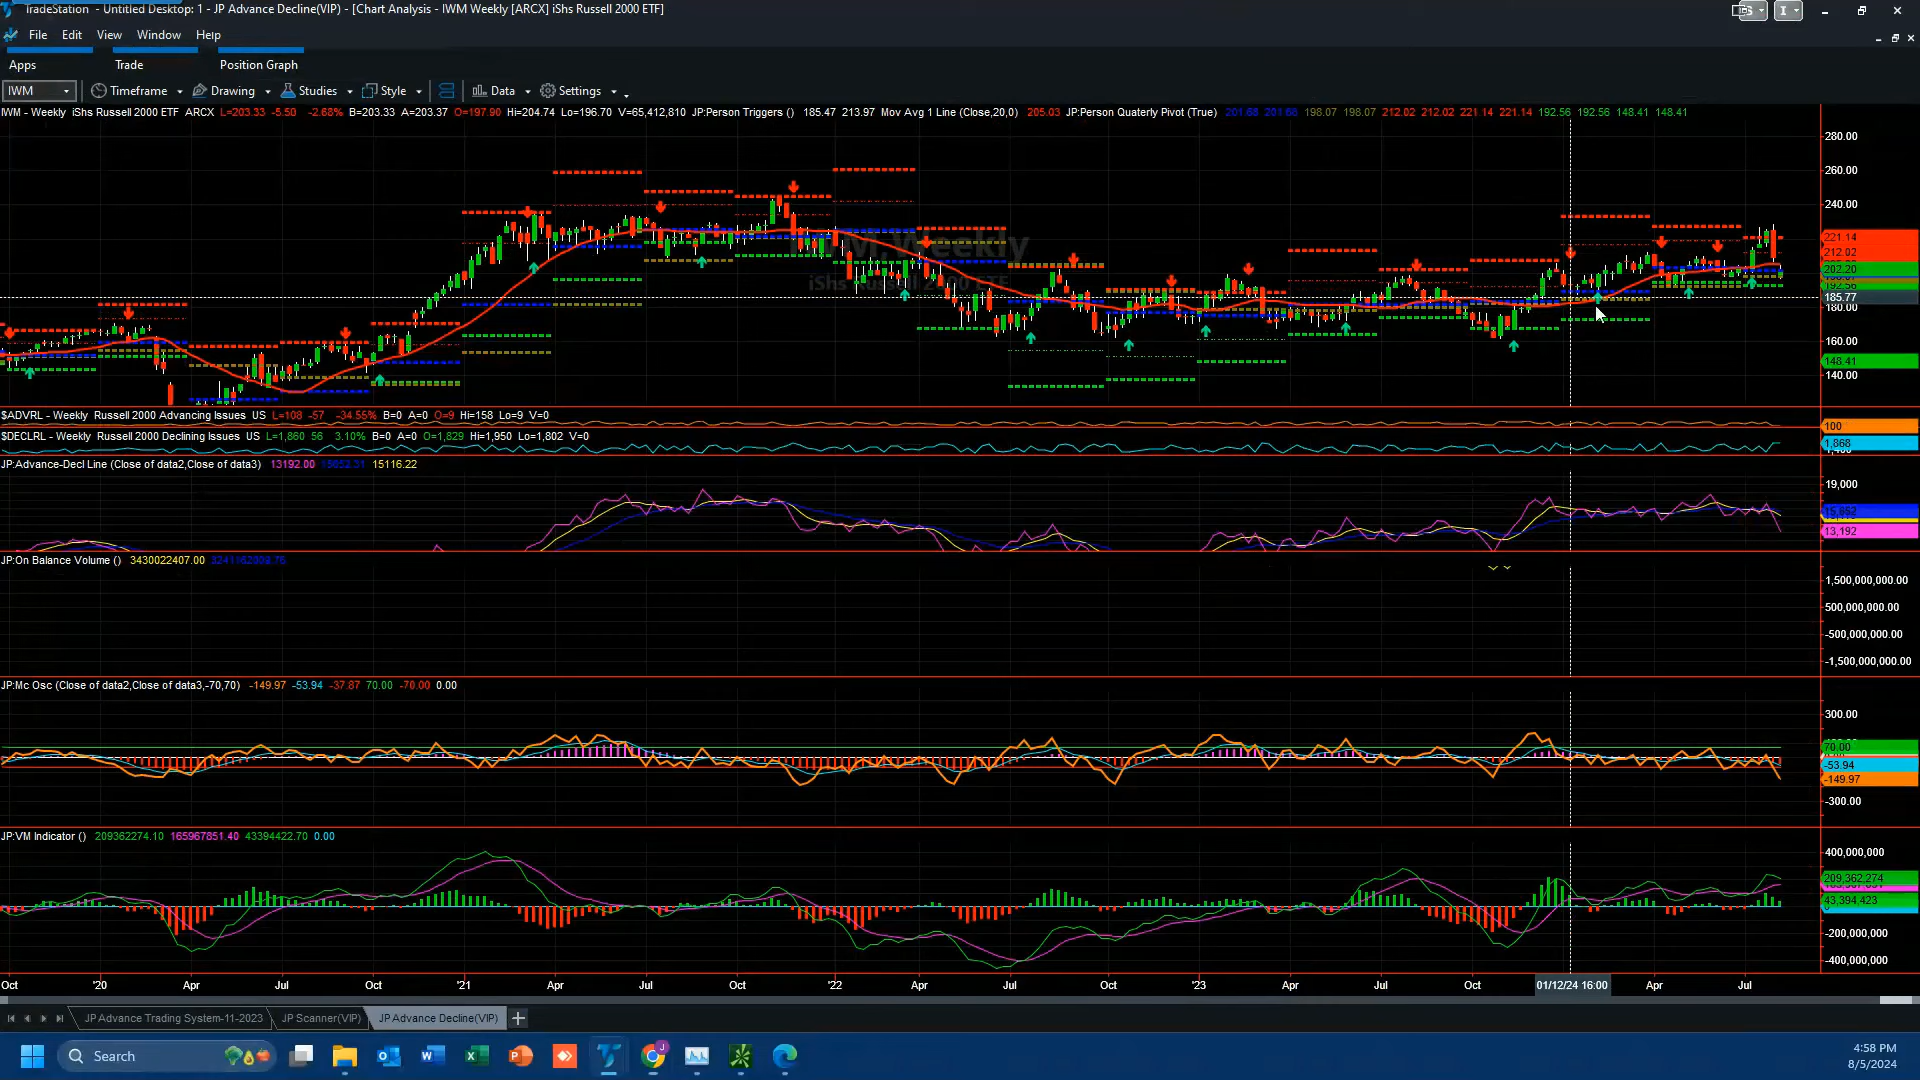 TradeStation - Untitled Desktop: 1 - JP Advance Decline(VIP) - [Chart Analysis - IWM Weekly [ARCX] iShs Russell 2000 ETF]
File Edit View Window Help
Apps Trade Position Graph
IWM Timeframe Drawing Studies Style Data Settings
IWM - Weekly iShs Russell 2000 ETF ARCX L=203.33 -5.50 -2.68% B=203.33 A=203.37 O=197.90 Hi=204.74 Lo=196.70 V=65,412,810 JP:Person Triggers () 185.47 213.97 Mov Avg 1 Line (Close,20,0) 205.03 JP:Person Quaterly Pivot (True) 201.68 201.68 198.07 198.07 212.02 212.02 221.14 221.14 192.56 192.56 148.41 148.41
280.00
260.00
240.00
221.14
212.02
202.20
192.56
185.77
180.00
160.00
148.41
140.00
$ADVRL - Weekly Russell 2000 Advancing Issues US L=108 -57 -34.55% B=0 A=0 O=9 Hi=158 Lo=9 V=0
100
$DECLRL - Weekly Russell 2000 Declining Issues US L=1,860 56 3.10% B=0 A=0 O=1,829 Hi=1,950 Lo=1,802 V=0
1,868
JP:Advance-Decl Line (Close of data2,Close of data3) 13192.00 15116.22
19,000
13,192
JP:On Balance Volume () 3430022407.00
1,500,000,000.00
500,000,000.00
-500,000,000.00
-1,500,000,000.00
JP:Mc Osc (Close of data2,Close of data3,-70,70) -149.97 -53.94 -37.87 70.00 -70.00 0.00
300.00
70.00
-53.94
-149.97
-300.00
JP:VM Indicator () 209362274.10 165967851.40 43394422.70 0.00
400,000,000
209,362,274
43,394,423
-200,000,000
-400,000,000
Oct '20 Apr Jul Oct '21 Apr Jul Oct '22 Apr Jul Oct '23 Apr Jul Oct 01/12/24 16:00 Apr Jul
JP Advance Trading System-11-2023 JP Scanner(VIP) JP Advance Decline(VIP)
Search
4:58 PM
8/5/2024